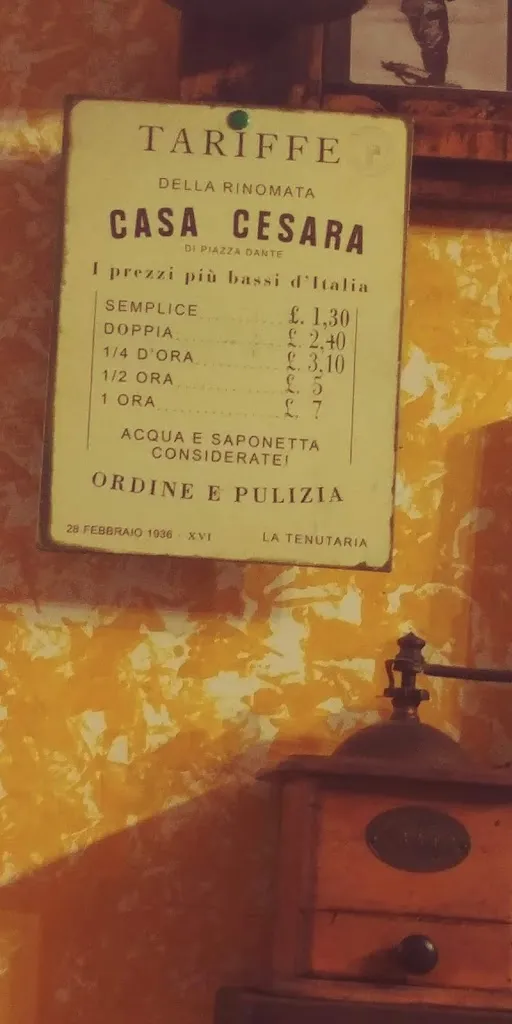 TARIFFE
DELLA RINOMATA
CASA CESARA
DI PIAZZA DANTE
I prezzi più bassi d'Italia
SEMPLICE £. 1,30
DOPPIA £. 2,40
1/4 D'ORA £. 3,10
1/2 ORA £. 5
1 ORA £. 7
ACQUA E SAPONETTA
CONSIDERATE!
ORDINE E PULIZIA
28 FEBBRAIO 1936 - XVI LA TENUTARIA